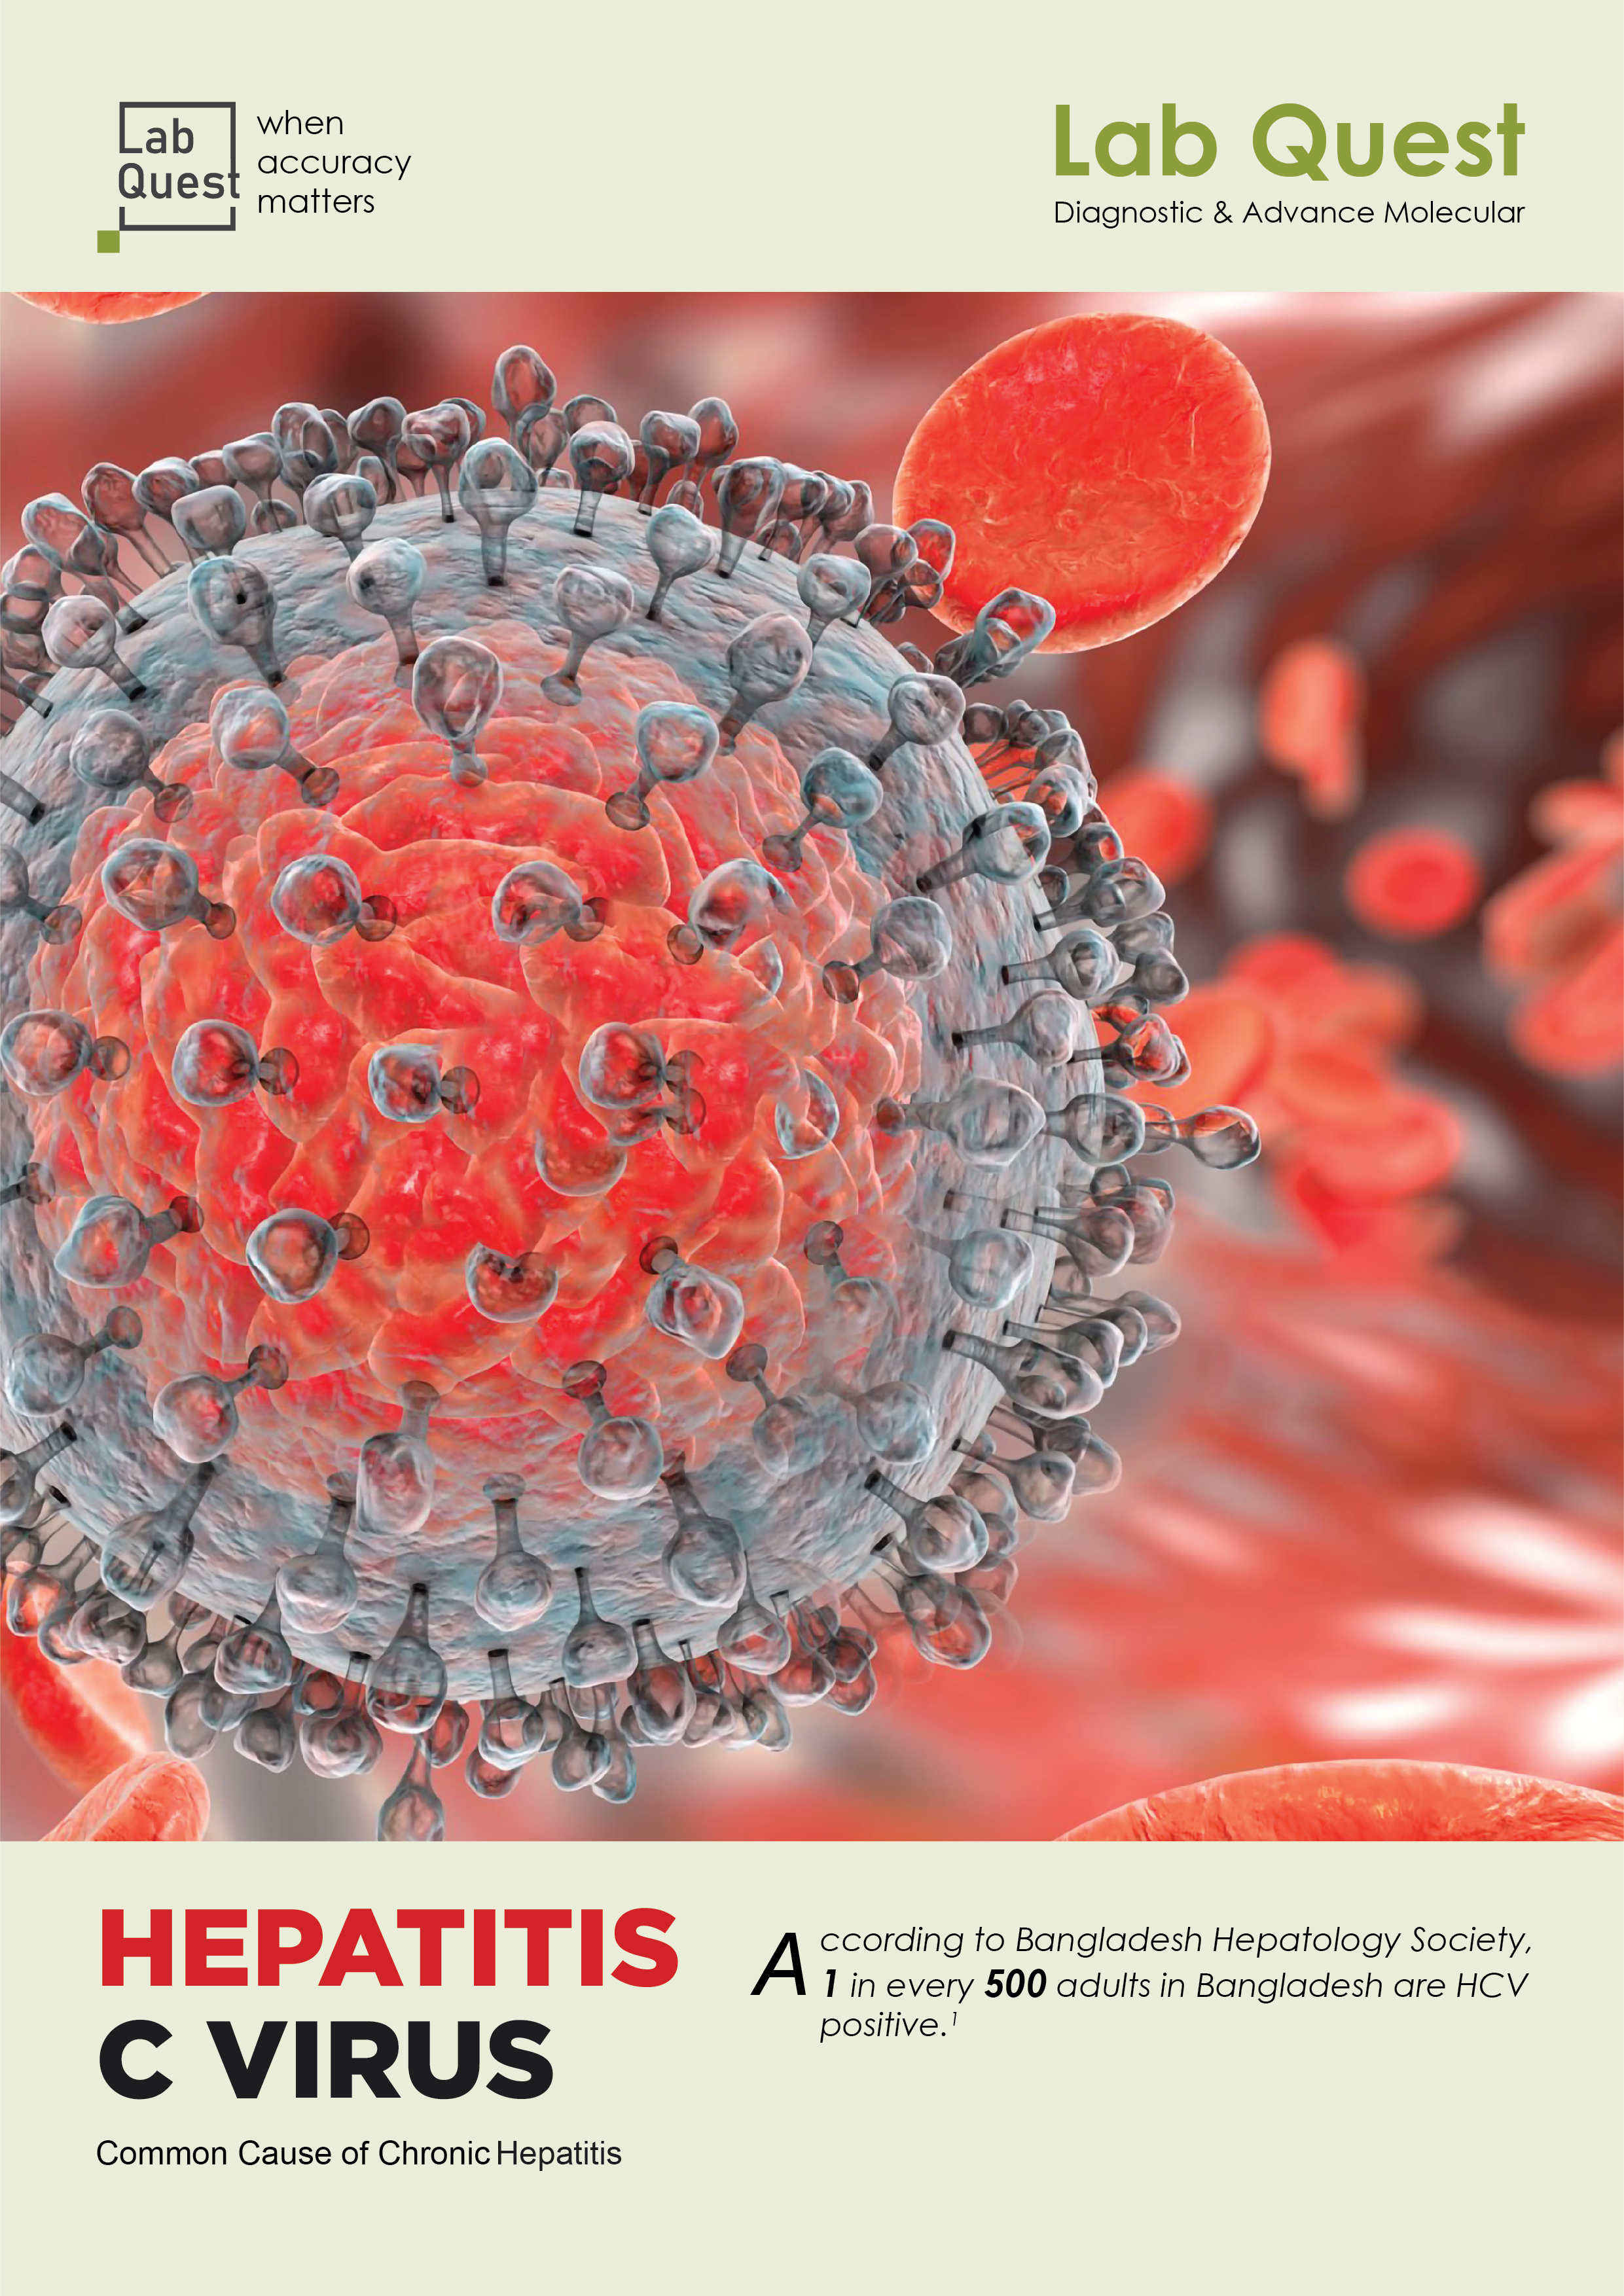 Lab
Quest
when
accuracy
matters
Lab Quest
Diagnostic & Advance Molecular
HEPATITIS
C VIRUS
Common Cause of Chronic Hepatitis
According to Bangladesh Hepatology Society,
1 in every 500 adults in Bangladesh are HCV
positive.¹